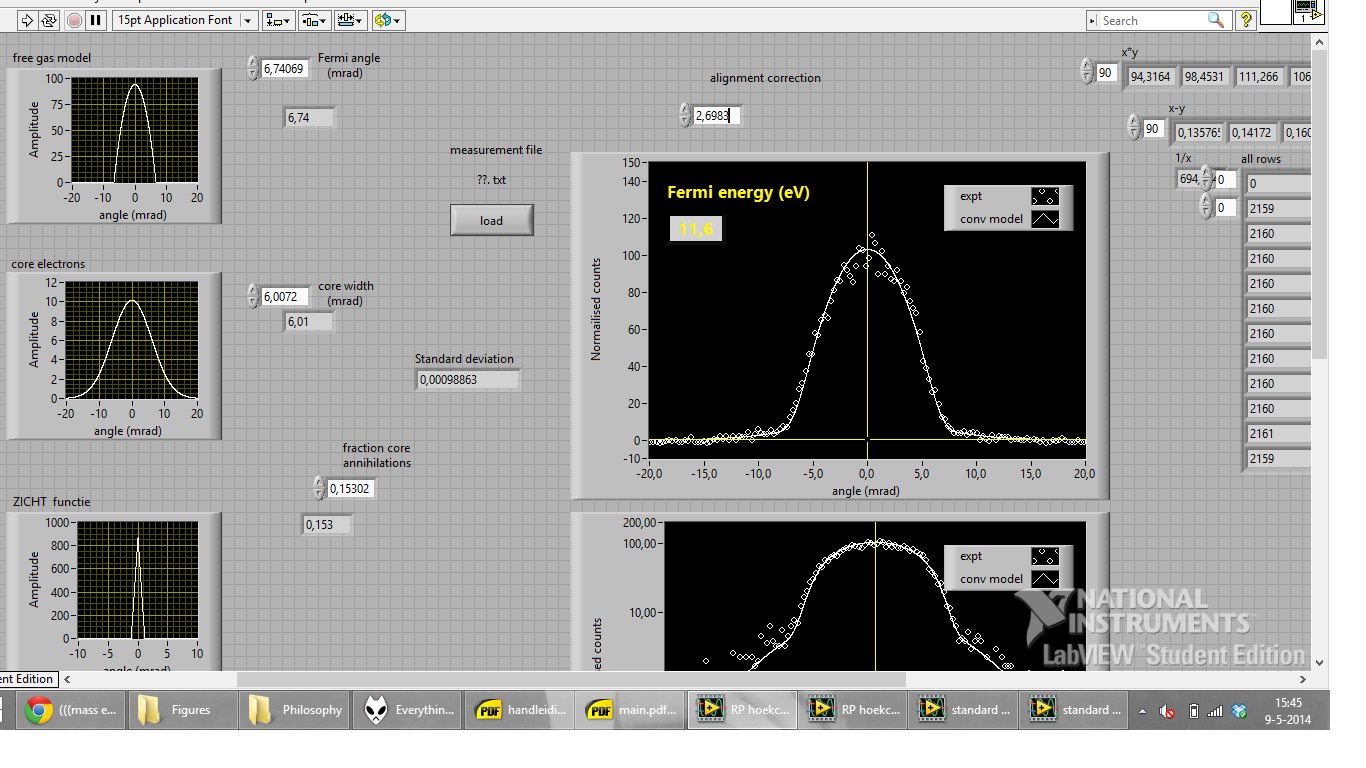 15pt Application Font
Search
free gas model
Amplitude
100
75
50
25
0
-20 -10 0 10 20
angle (mrad)
6,74069
Fermi angle
(mrad)
6,74
alignment correction
2,6983
measurement file
??. txt
load
x*y
90
94,3164 98,4531 111,266 106
x-y
90
0,135765 0,14172 0,160
1/x
694,
all rows
0
0
0
2159
2160
2160
2160
2160
2160
2160
2160
2160
2161
2159
core electrons
Amplitude
12
10
8
6
4
2
0
-20 -10 0 10 20
angle (mrad)
6,0072
core width
(mrad)
6,01
Standard deviation
0,00098863
fraction core
annihilations
0,15302
0,153
Normailised counts
150
140
120
100
80
60
40
20
0
-10
Fermi energy (eV)
11,6
expt
conv model
-20,0 -15,0 -10,0 -5,0 0,0 5,0 10,0 15,0 20,0
angle (mrad)
ZICHT functie
Amplitude
1000
800
600
400
200
0
-10 -5 0 5 10
angle (mrad)
ed counts
200,00
100,00
10,00
expt
conv model
NATIONAL
INSTRUMENTS
LabVIEW™ Student Edition
ent Edition
(((mass e...
Figures
Philosophy
Everythin...
PDF
handleidi...
PDF
main.pdf...
RP hoekc...
RP hoekc...
standard ...
standard ...
15:45
9-5-2014